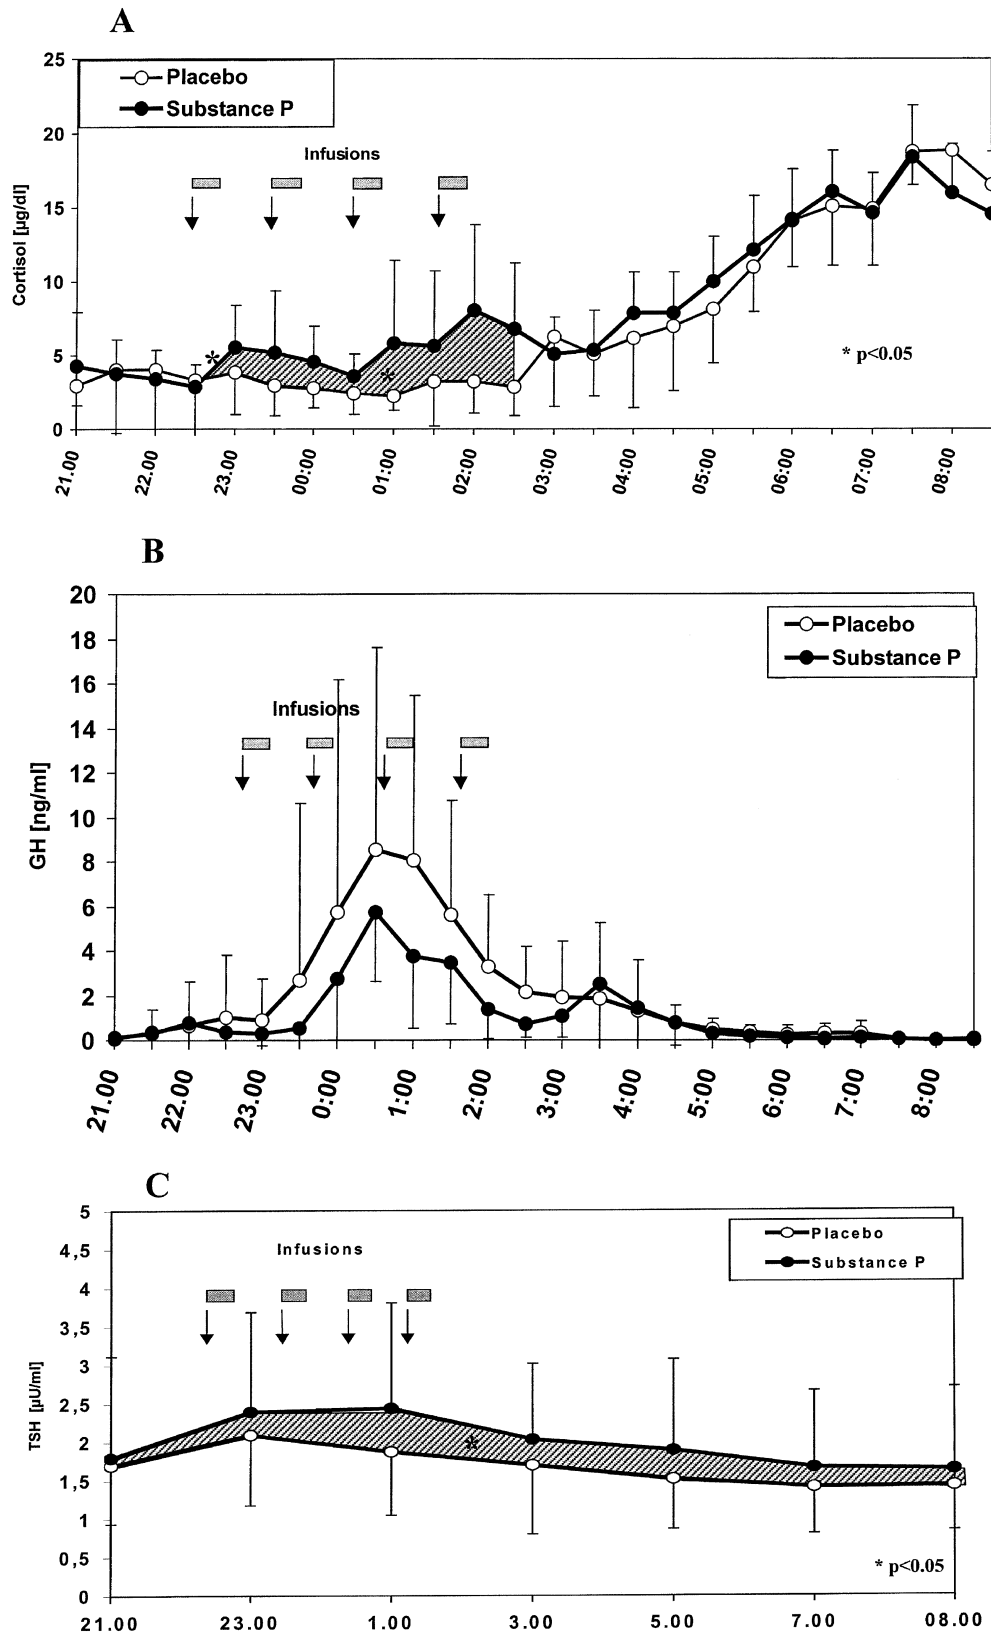 A
25
20
15
10
5
0
Cortisol [µg/dl]
Placebo
Substance P
Infusions
*
*
* p<0.05
21.00 22.00 23.00 00:00 01:00 02:00 03:00 04:00 05:00 06:00 07:00 08:00
B
20
18
16
14
12
10
8
6
4
2
0
GH [ng/ml]
Placebo
Substance P
Infusions
21.00 22.00 23.00 0:00 1:00 2:00 3:00 4:00 5:00 6:00 7:00 8:00
C
5
4,5
4
3,5
3
2,5
2
1,5
1
0,5
0
TSH [µU/ml]
Placebo
Substance P
Infusions
*
* p<0.05
21.00 23.00 1.00 3.00 5.00 7.00 08.00